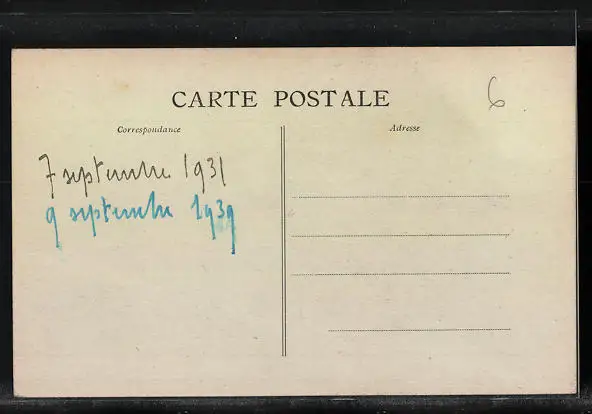 CARTE POSTALE
6
Correspondance
Adresse
7 septembre 1931
9 septembre 1939